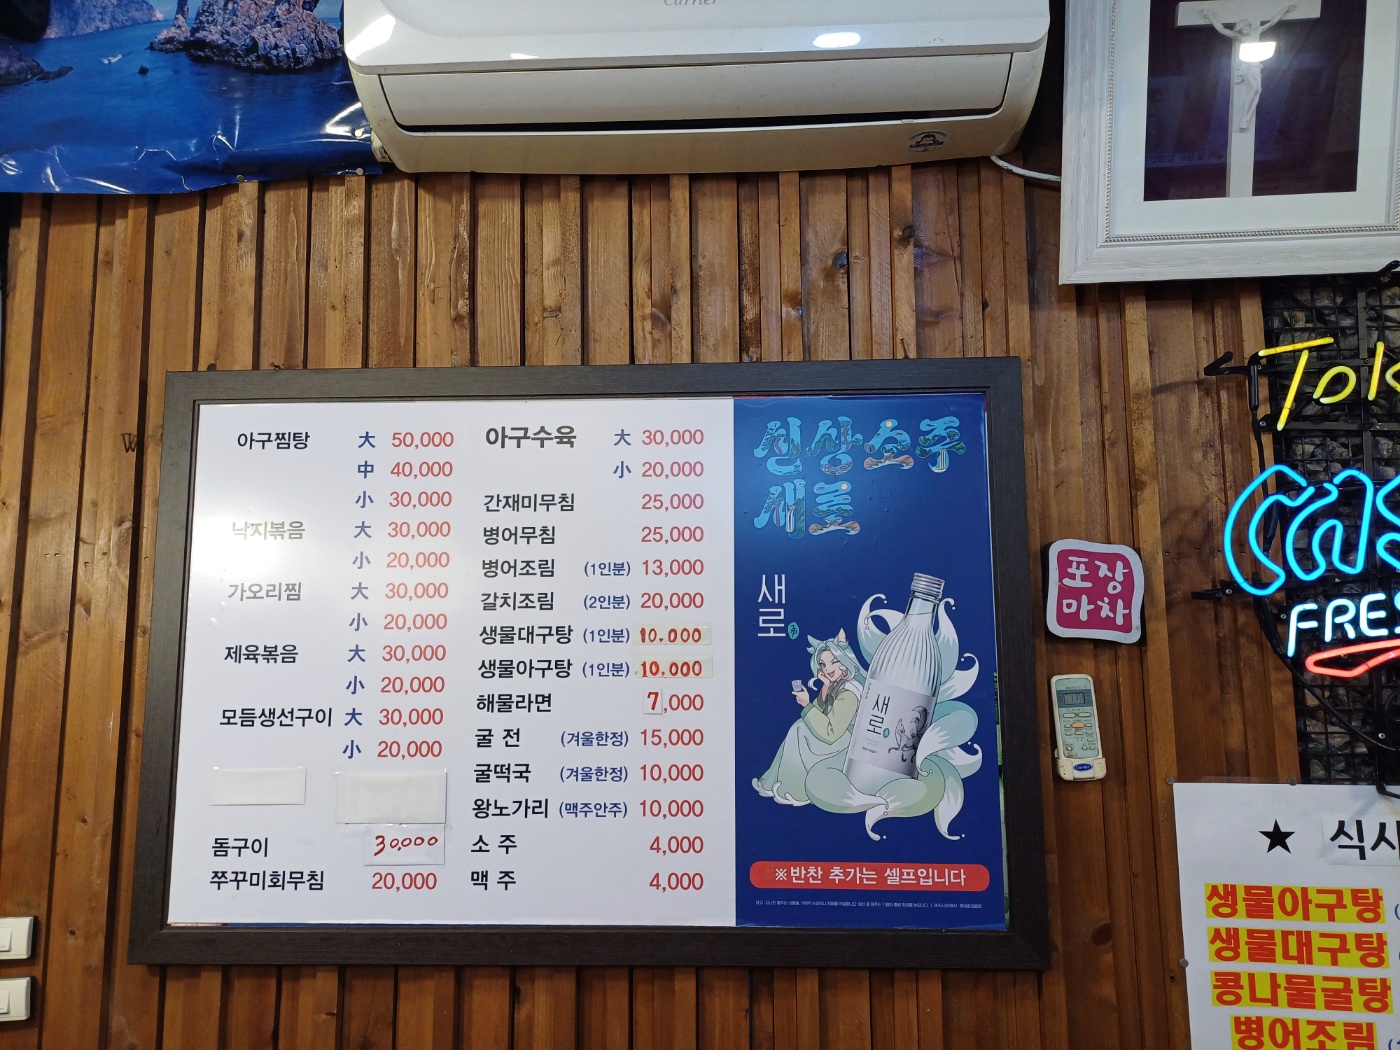 Carrier
아구찜탕 大 50,000
中 40,000
小 30,000
낙지볶음 大 30,000
小 20,000
가오리찜 大 30,000
小 20,000
제육볶음 大 30,000
小 20,000
모듬생선구이 大 30,000
小 20,000
돔구이 30,000
쭈꾸미회무침 20,000
아구수육 大 30,000
小 20,000
간재미무침 25,000
병어무침 25,000
병어조림 (1인분) 13,000
갈치조림 (2인분) 20,000
생물대구탕 (1인분) 10.000
생물아구탕 (1인분) 10.000
해물라면 7,000
굴 전 (겨울한정) 15,000
굴떡국 (겨울한정) 10,000
왕노가리 (맥주안주) 10,000
소 주 4,000
맥 주 4,000
신상소주
새로
새로
새로
※반찬 추가는 셀프입니다
포장
마차
FRES
★ 식사
생물아구탕
생물대구탕
콩나물굴탕
병어조림